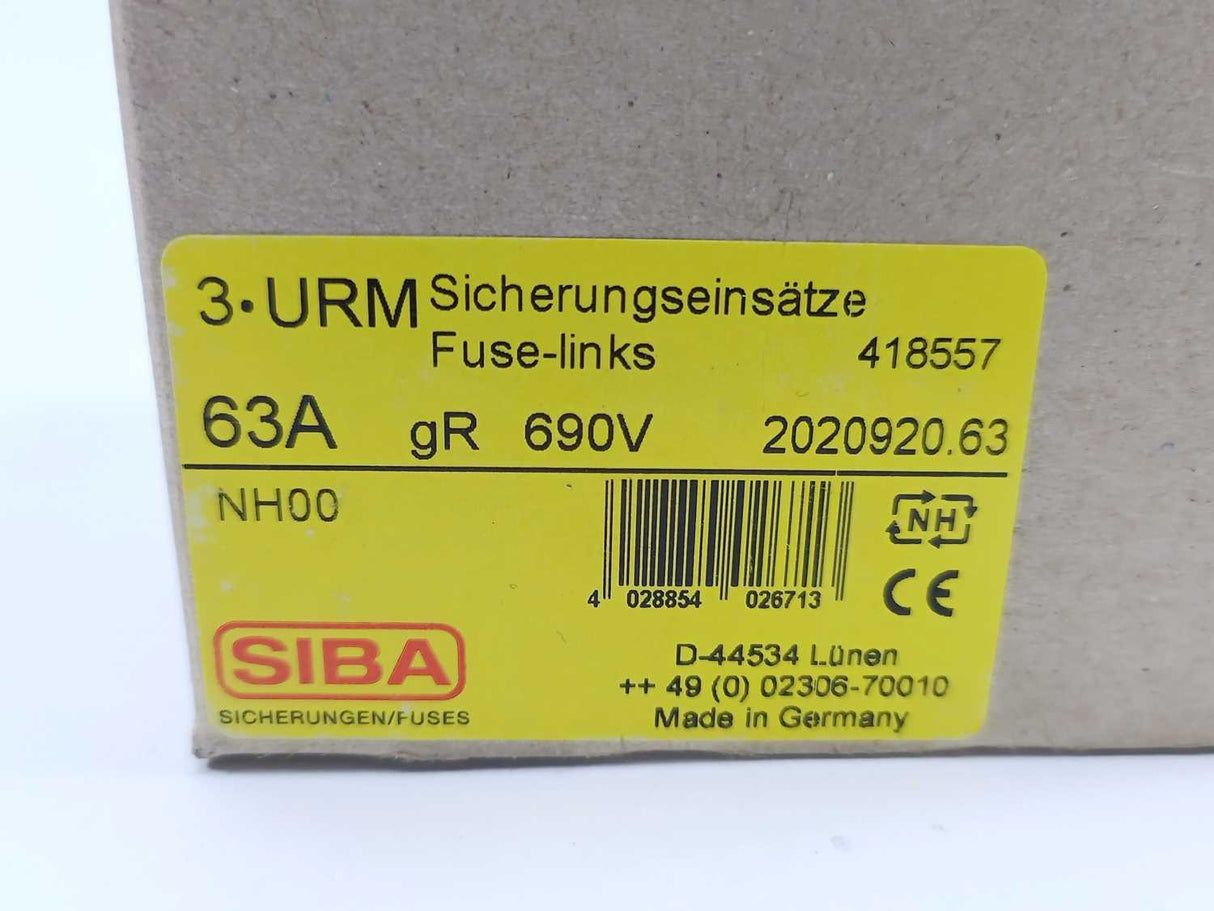 3·URM Sicherungseinsätze
Fuse-links 418557
63A gR 690V 2020920.63
NH00
NH
4 028854 026713
CE
SIBA
SICHERUNGEN/FUSES
D-44534 Lünen
++ 49 (0) 02306-70010
Made in Germany